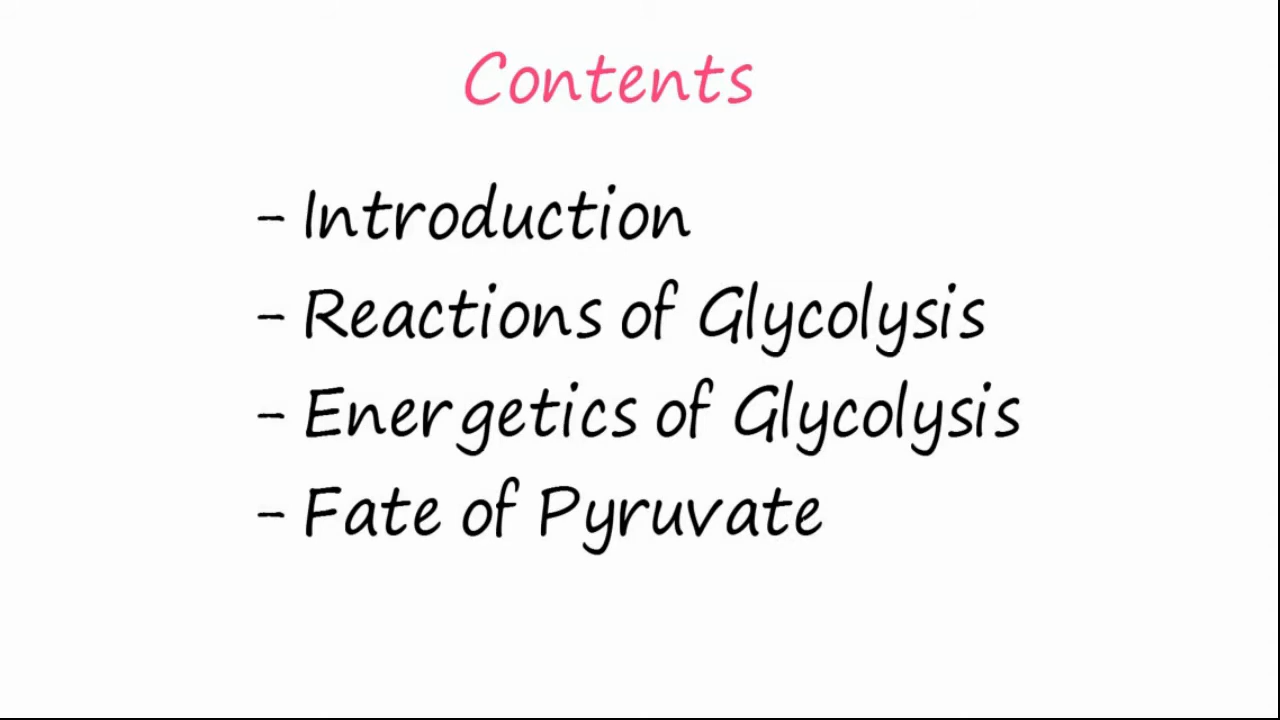 Contents
- Introduction
- Reactions of Glycolysis
- Energetics of Glycolysis
- Fate of Pyruvate